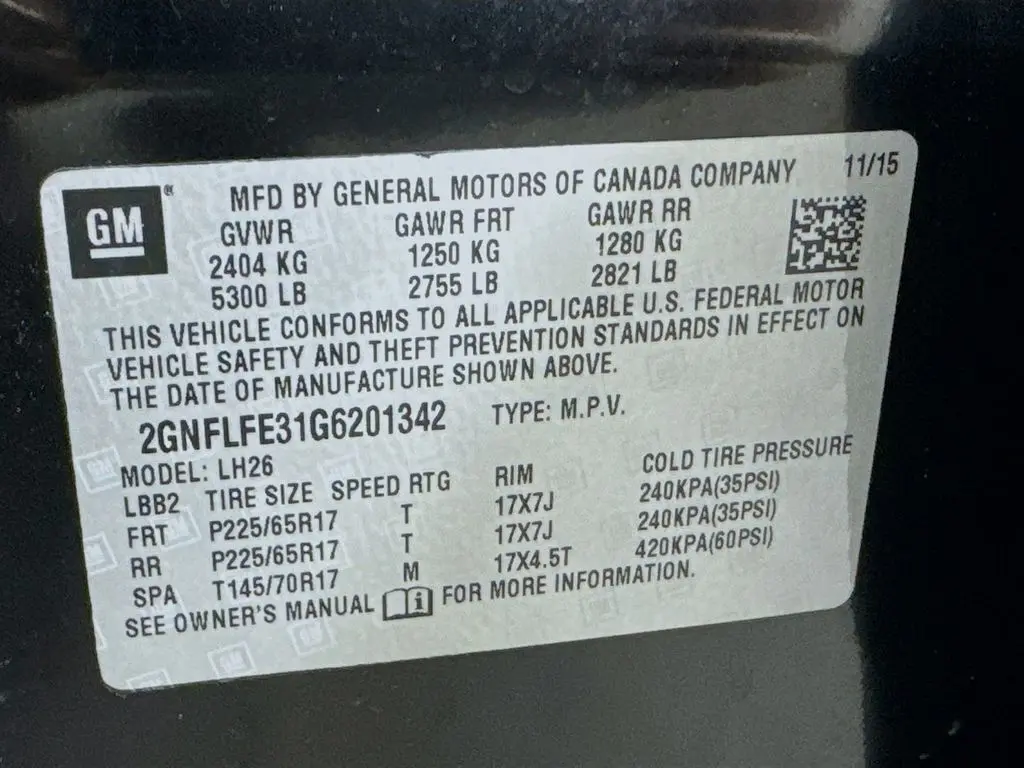 GM ® MFD BY GENERAL MOTORS OF CANADA COMPANY 11/15
GVWR GAWR FRT GAWR RR
2404 KG 1250 KG 1280 KG
5300 LB 2755 LB 2821 LB
THIS VEHICLE CONFORMS TO ALL APPLICABLE U.S. FEDERAL MOTOR
VEHICLE SAFETY AND THEFT PREVENTION STANDARDS IN EFFECT ON
THE DATE OF MANUFACTURE SHOWN ABOVE.
2GNFLFE31G6201342 TYPE: M.P.V.
MODEL: LH26
LBB2 TIRE SIZE SPEED RTG RIM COLD TIRE PRESSURE
FRT P225/65R17 T 17X7J 240KPA(35PSI)
RR P225/65R17 T 17X7J 240KPA(35PSI)
SPA T145/70R17 M 17X4.5T 420KPA(60PSI)
SEE OWNER'S MANUAL i FOR MORE INFORMATION.